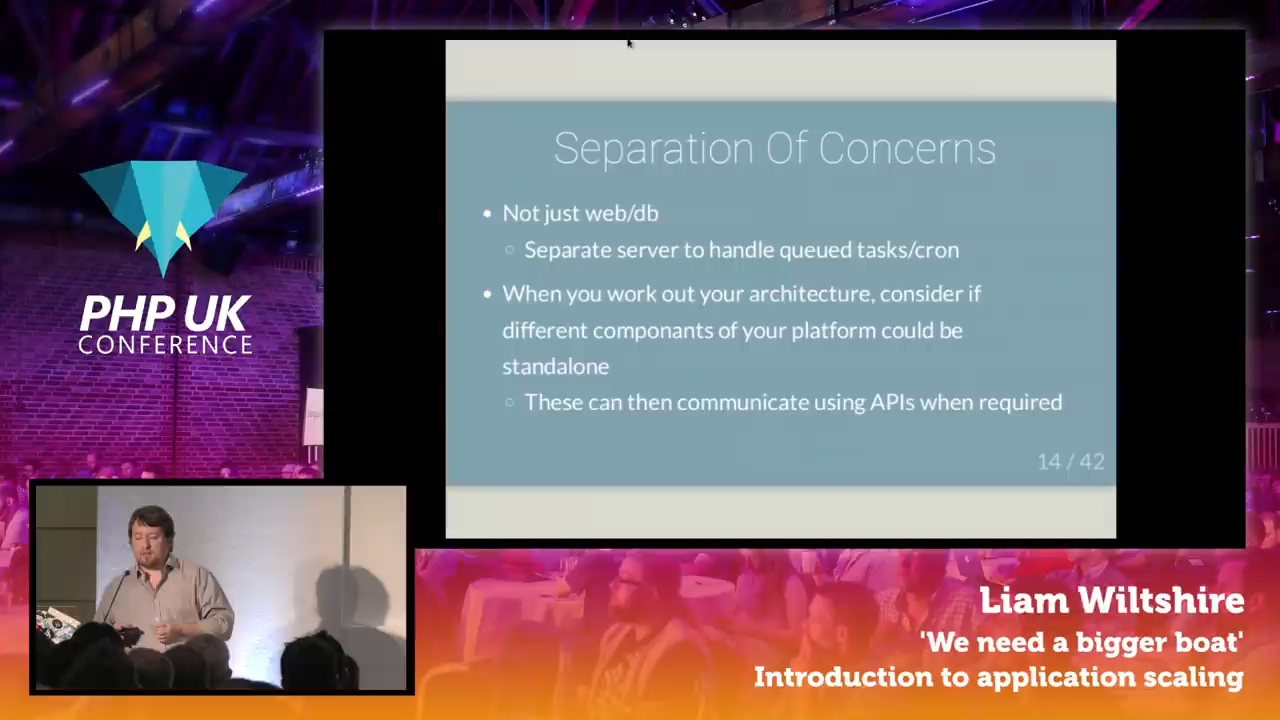 PHP UK
CONFERENCE
Separation Of Concerns
Not just web/db
Separate server to handle queued tasks/cron
When you work out your architecture, consider if
different componants of your platform could be
standalone
These can then communicate using APIs when required
14 / 42
Liam Wiltshire
'We need a bigger boat'
Introduction to application scaling